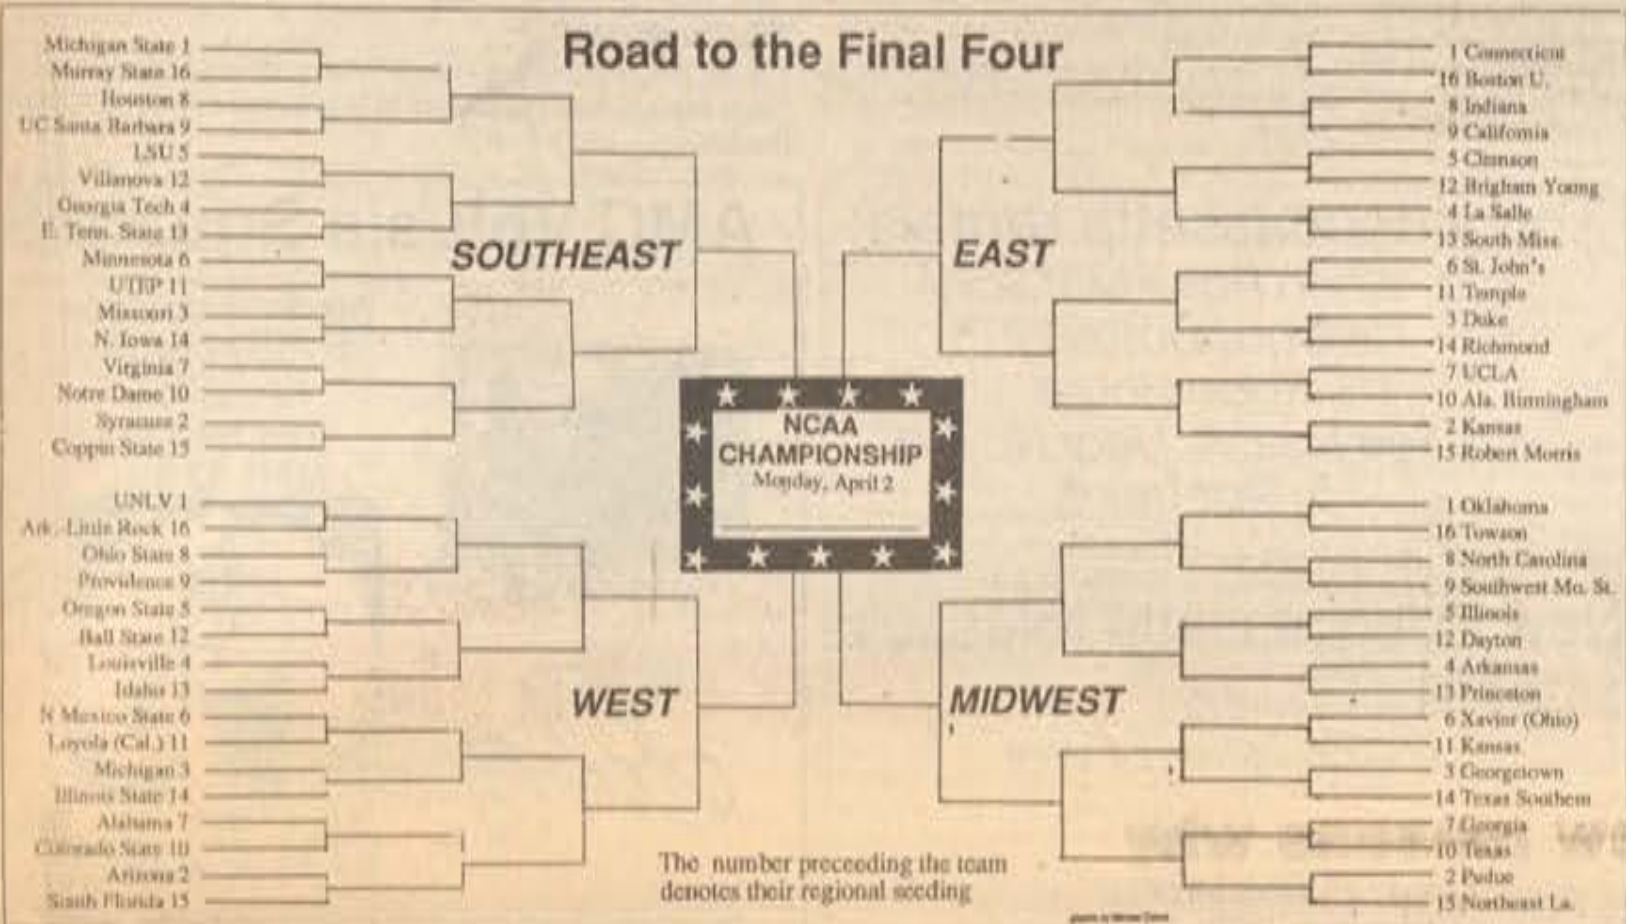 Road to the Final Four
Michigan State 1
Murray State 16
Houston 8
UC Santa Barbara 9
LSU 5
Villanova 12
Georgia Tech 4
E. Tenn. State 13
Minnesota 6
UTEP 11
Missouri 3
N. Iowa 14
Virginia 7
Notre Dame 10
Syracuse 2
Coppin State 15
SOUTHEAST
UNLV 1
Ark.-Little Rock 16
Ohio State 8
Providence 9
Oregon State 5
Ball State 12
Louisville 4
Idaho 13
N Mexico State 6
Loyola (Cal.) 11
Michigan 3
Illinois State 14
Alabama 7
Colorado State 10
Arizona 2
South Florida 15
WEST
NCAA
CHAMPIONSHIP
Monday, April 2
1 Connecticut
16 Boston U.
8 Indiana
9 California
5 Clemson
12 Brigham Young
4 La Salle
13 South Miss.
6 St. John's
11 Temple
3 Duke
14 Richmond
7 UCLA
10 Ala. Birmingham
2 Kansas
15 Robert Morris
EAST
1 Oklahoma
16 Towson
8 North Carolina
9 Southwest Mo. St.
5 Illinois
12 Dayton
4 Arkansas
13 Princeton
6 Xavier (Ohio)
11 Kansas
3 Georgetown
14 Texas Southern
7 Georgia
10 Texas
2 Pudue
15 Northeast La.
MIDWEST
The number preceeding the team
denotes their regional seeding